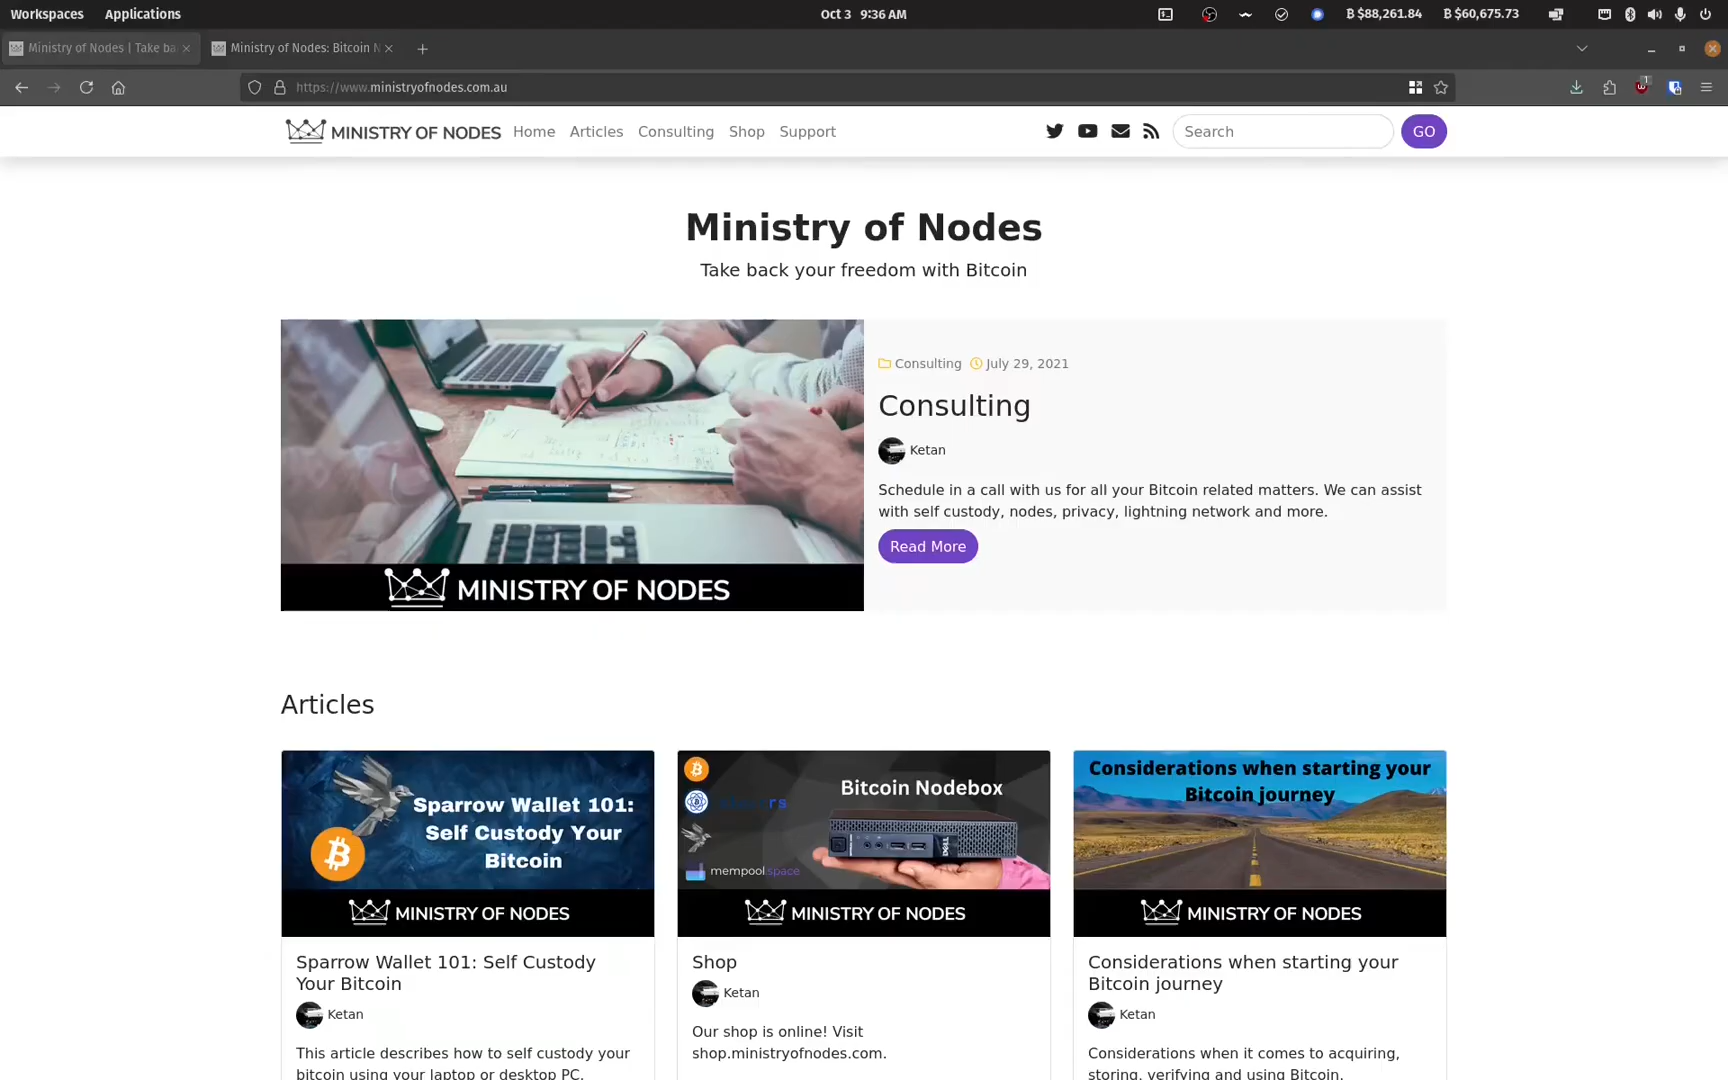 Workspaces Applications Oct 3 9:36 AM ₿ $88,261.84 ₿ $60,675.73
Ministry of Nodes | Take ba Ministry of Nodes: Bitcoin N
https://www.ministryofnodes.com.au 1
MINISTRY OF NODES Home Articles Consulting Shop Support Search GO
Ministry of Nodes
Take back your freedom with Bitcoin
MINISTRY OF NODES
Consulting July 29, 2021
Consulting
Ketan
Schedule in a call with us for all your Bitcoin related matters. We can assist
with self custody, nodes, privacy, lightning network and more.
Read More
Articles
Sparrow Wallet 101:
Self Custody Your
Bitcoin
MINISTRY OF NODES
Sparrow Wallet 101: Self Custody
Your Bitcoin
Ketan
This article describes how to self custody your
bitcoin using your laptop or desktop PC.
Bitcoin Nodebox
DELL
mempool.space
MINISTRY OF NODES
Shop
Ketan
Our shop is online! Visit
shop.ministryofnodes.com.
Considerations when starting your
Bitcoin journey
MINISTRY OF NODES
Considerations when starting your
Bitcoin journey
Ketan
Considerations when it comes to acquiring,
storing, verifying and using Bitcoin.